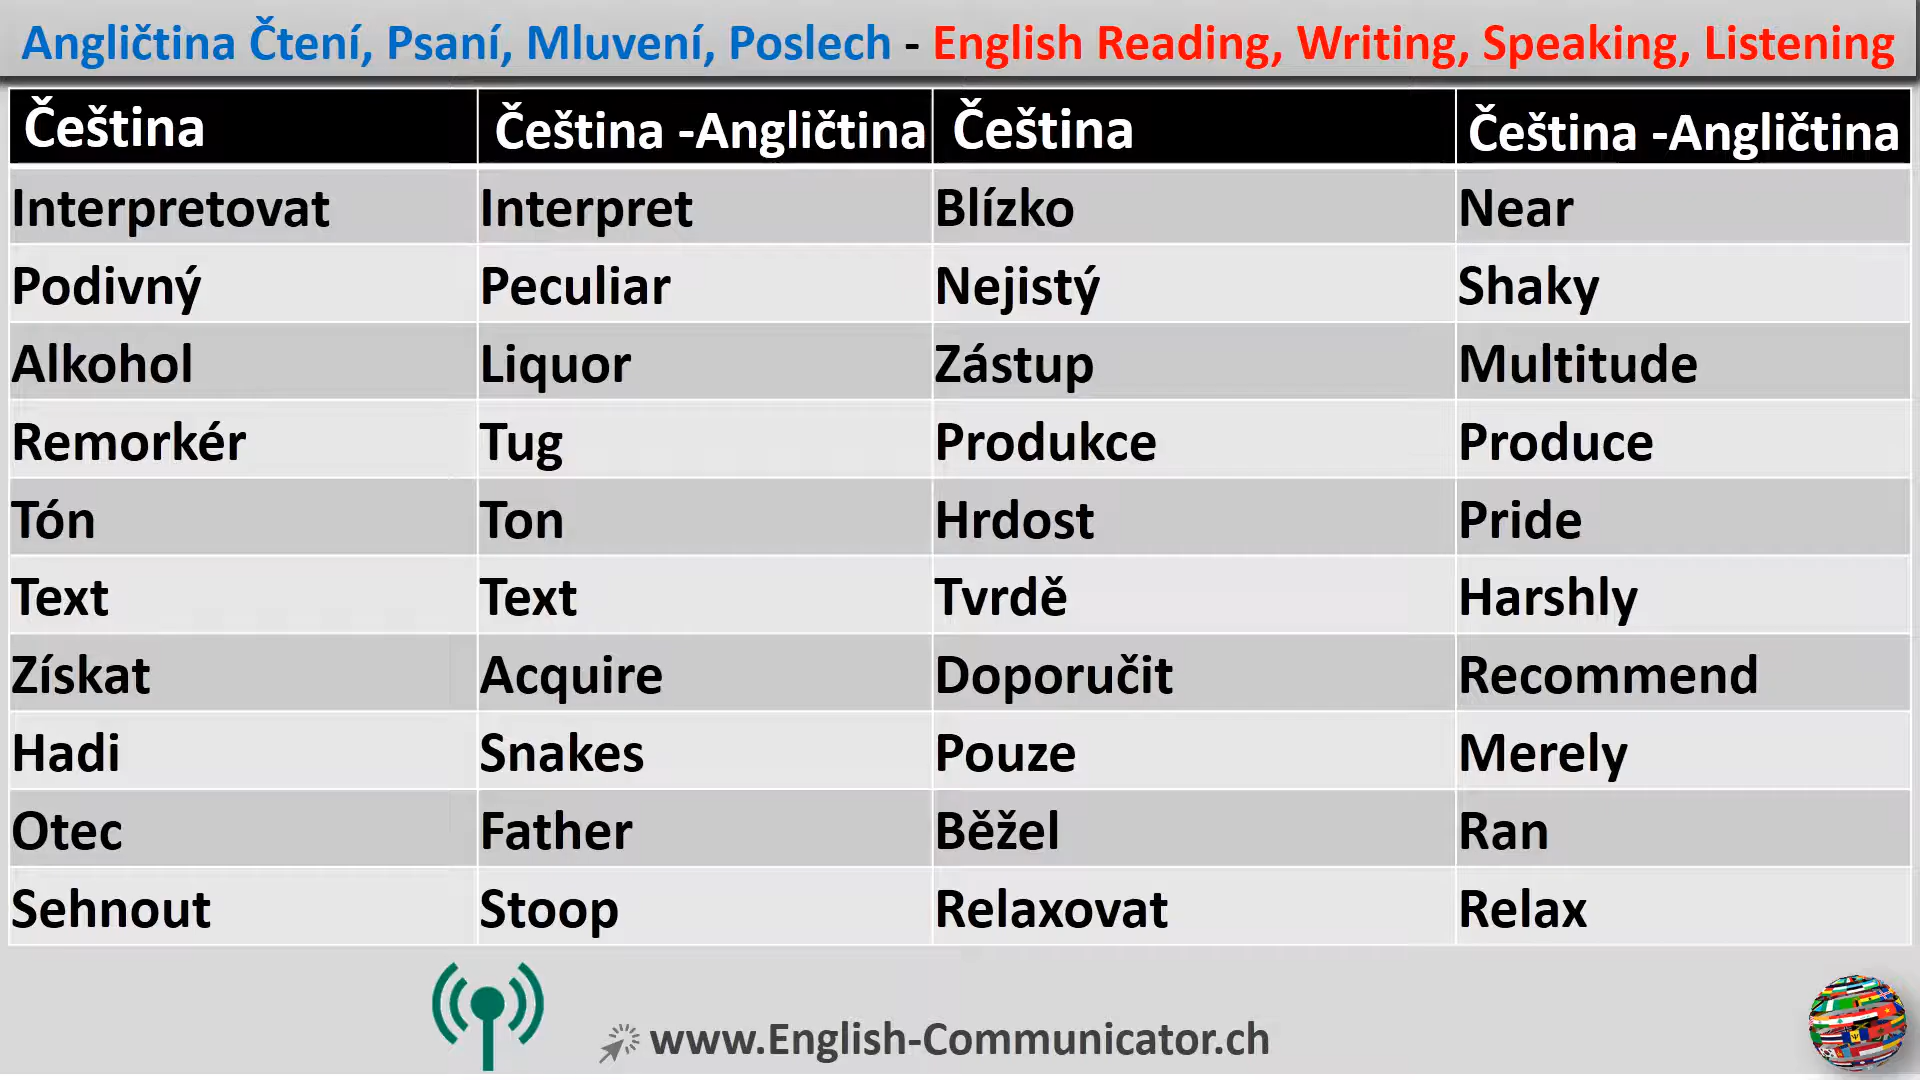 Angličtina Čtení, Psaní, Mluvení, Poslech - English Reading, Writing, Speaking, Listening
Čeština Čeština -Angličtina Čeština Čeština -Angličtina
Interpretovat Interpret Blízko Near
Podivný Peculiar Nejistý Shaky
Alkohol Liquor Zástup Multitude
Remorkér Tug Produkce Produce
Tón Ton Hrdost Pride
Text Text Tvrdě Harshly
Získat Acquire Doporučit Recommend
Hadi Snakes Pouze Merely
Otec Father Běžel Ran
Sehnout Stoop Relaxovat Relax
www.English-Communicator.ch